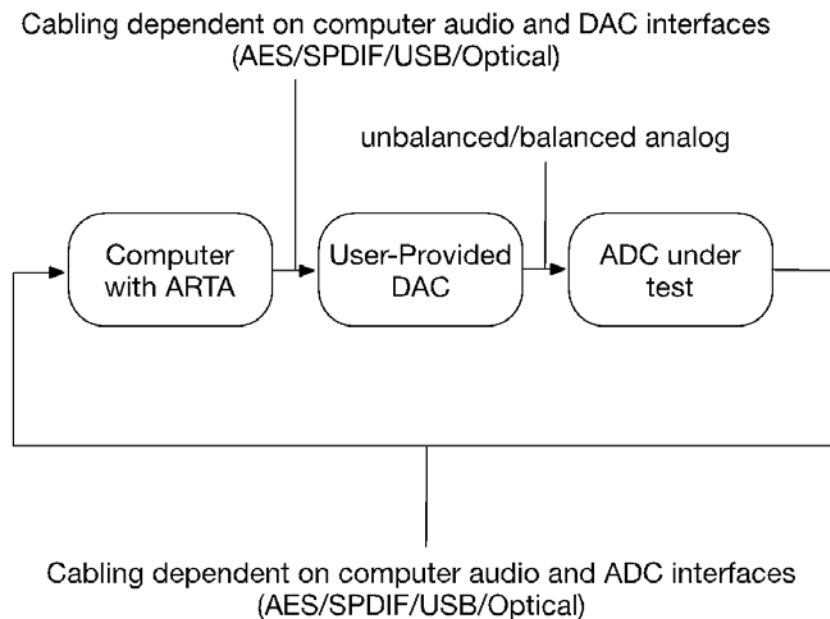 Cabling dependent on computer audio and DAC interfaces
(AES/SPDIF/USB/Optical)
unbalanced/balanced analog
Computer
with ARTA
User-Provided
DAC
ADC under
test
Cabling dependent on computer audio and ADC interfaces
(AES/SPDIF/USB/Optical)